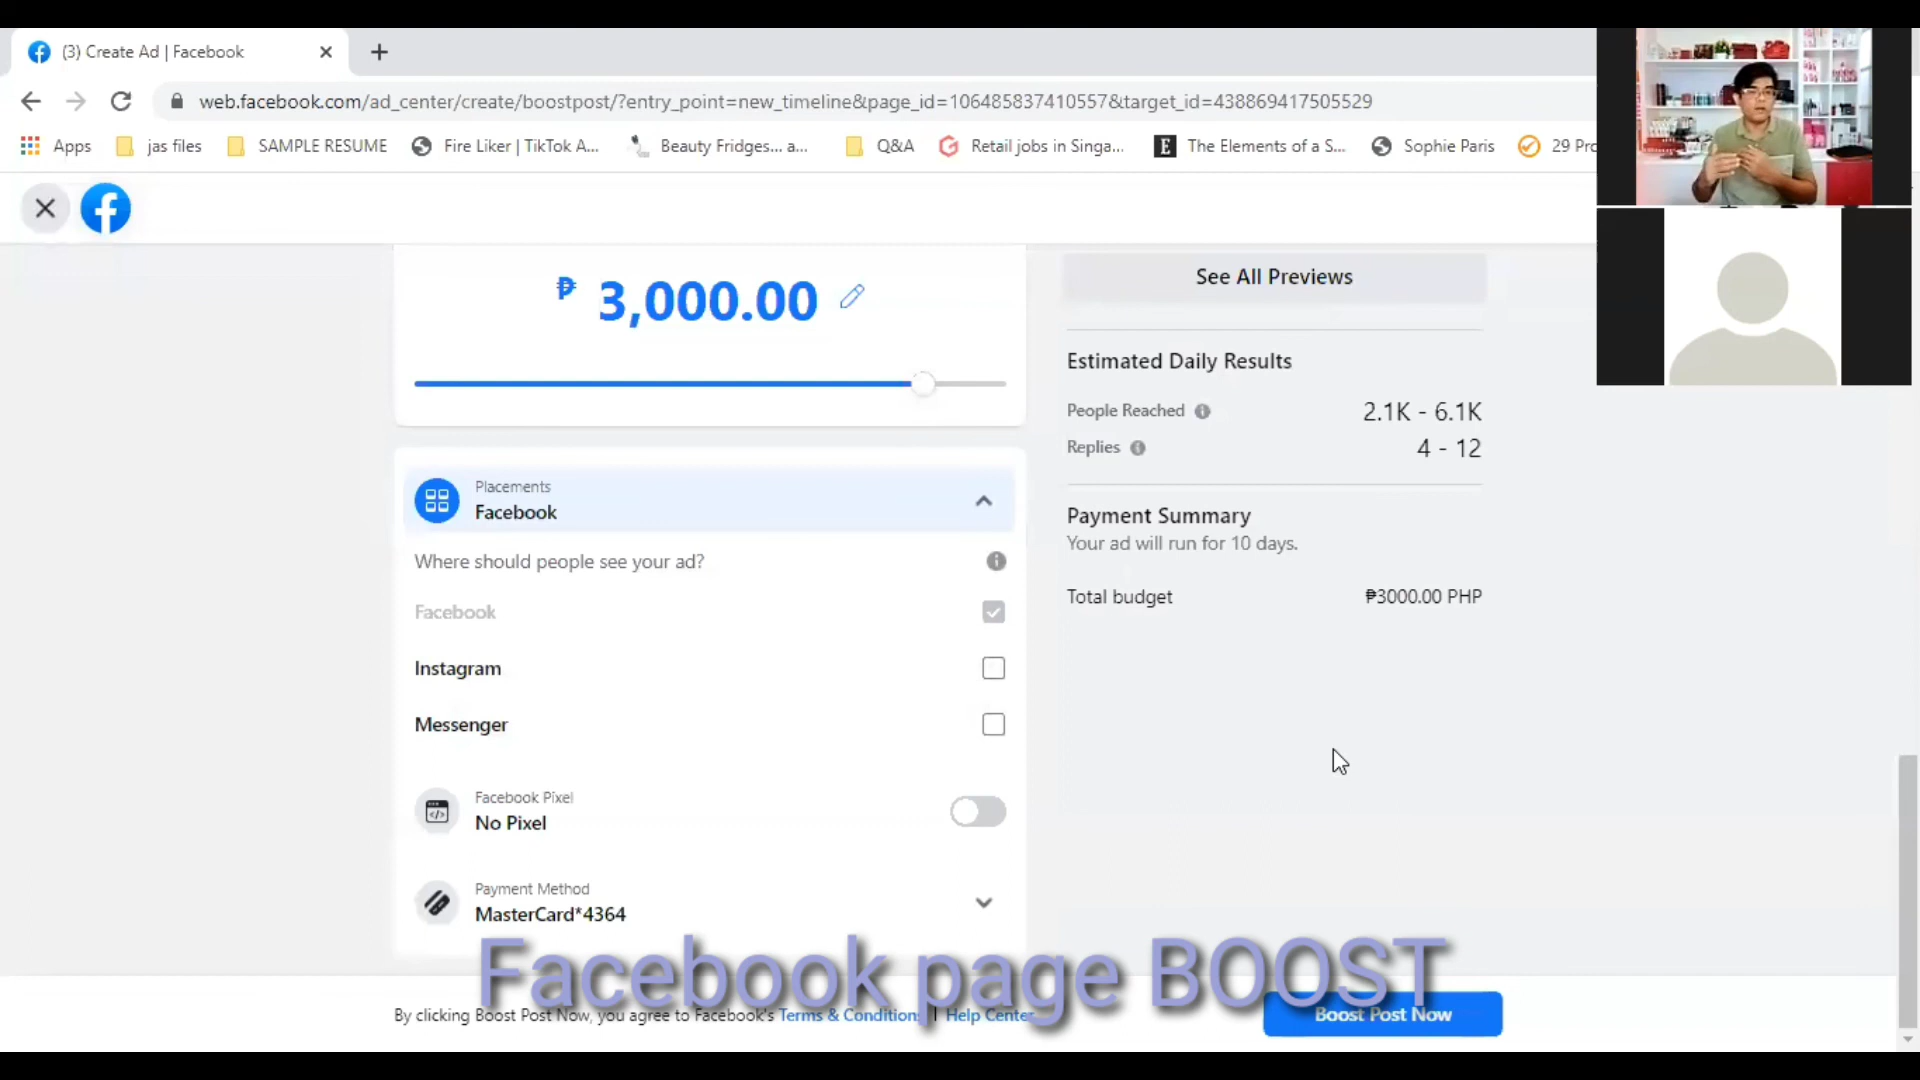 (3) Create Ad | Facebook
web.facebook.com/ad_center/create/boostpost/?entry_point=new_timeline&page_id=106485837410557&target_id=438869417505529
Apps jas files SAMPLE RESUME Fire Liker | TikTok A... Beauty Fridges... a... Q&A Retail jobs in Singa... The Elements of a S... Sophie Paris 29 Pro
₱ 3,000.00
Placements
Facebook
Where should people see your ad?
Facebook
Instagram
Messenger
Facebook Pixel
No Pixel
Payment Method
MasterCard*4364
See All Previews
Estimated Daily Results
People Reached 2.1K - 6.1K
Replies 4 - 12
Payment Summary
Your ad will run for 10 days.
Total budget ₱3000.00 PHP
Facebook page BOOST
By clicking Boost Post Now, you agree to Facebook's Terms & Conditions | Help Center
Boost Post Now